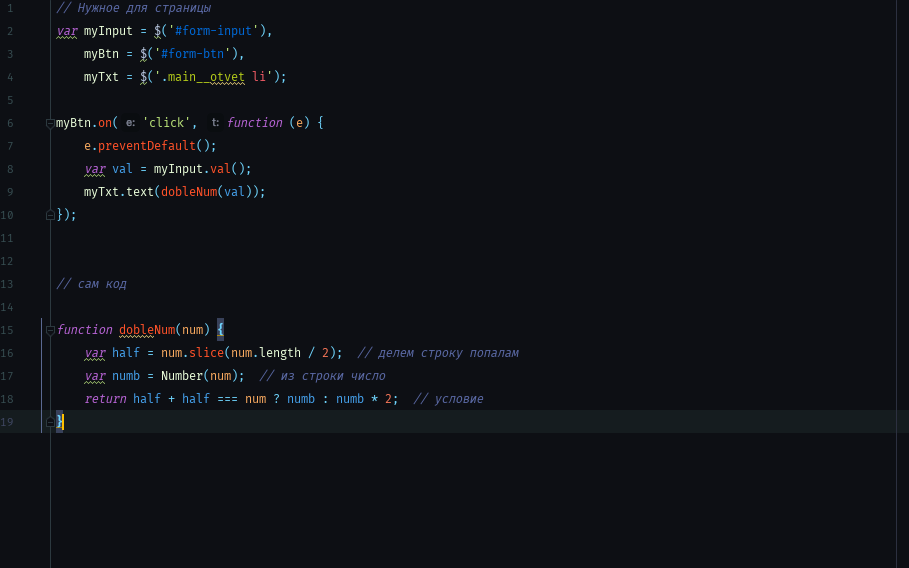 1 // Нужное для страницы
2 var myInput = $('#form-input'),
3 myBtn = $('#form-btn'),
4 myTxt = $('.main__otvet li');
5
6 myBtn.on( e: 'click', t: function (e) {
7 e.preventDefault();
8 var val = myInput.val();
9 myTxt.text(dobleNum(val));
10 });
11
12
13 // сам код
14
15 function dobleNum(num) {
16 var half = num.slice(num.length / 2); // делем строку попалам
17 var numb = Number(num); // из строки число
18 return half + half === num ? numb : numb * 2; // условие
19 }